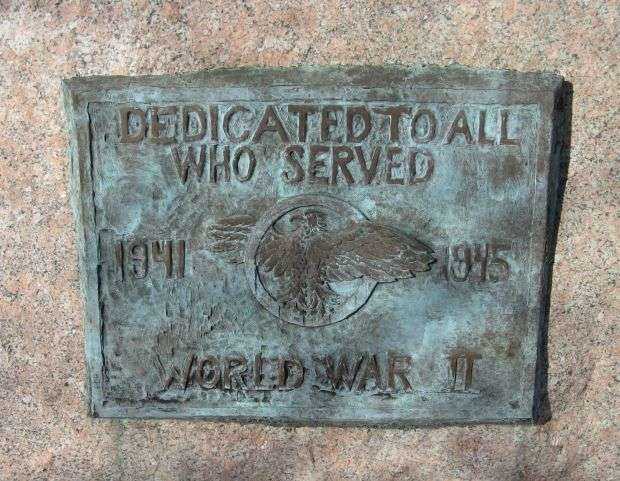 DEDICATED TO ALL
WHO SERVED
1941 1945
WORLD WAR II